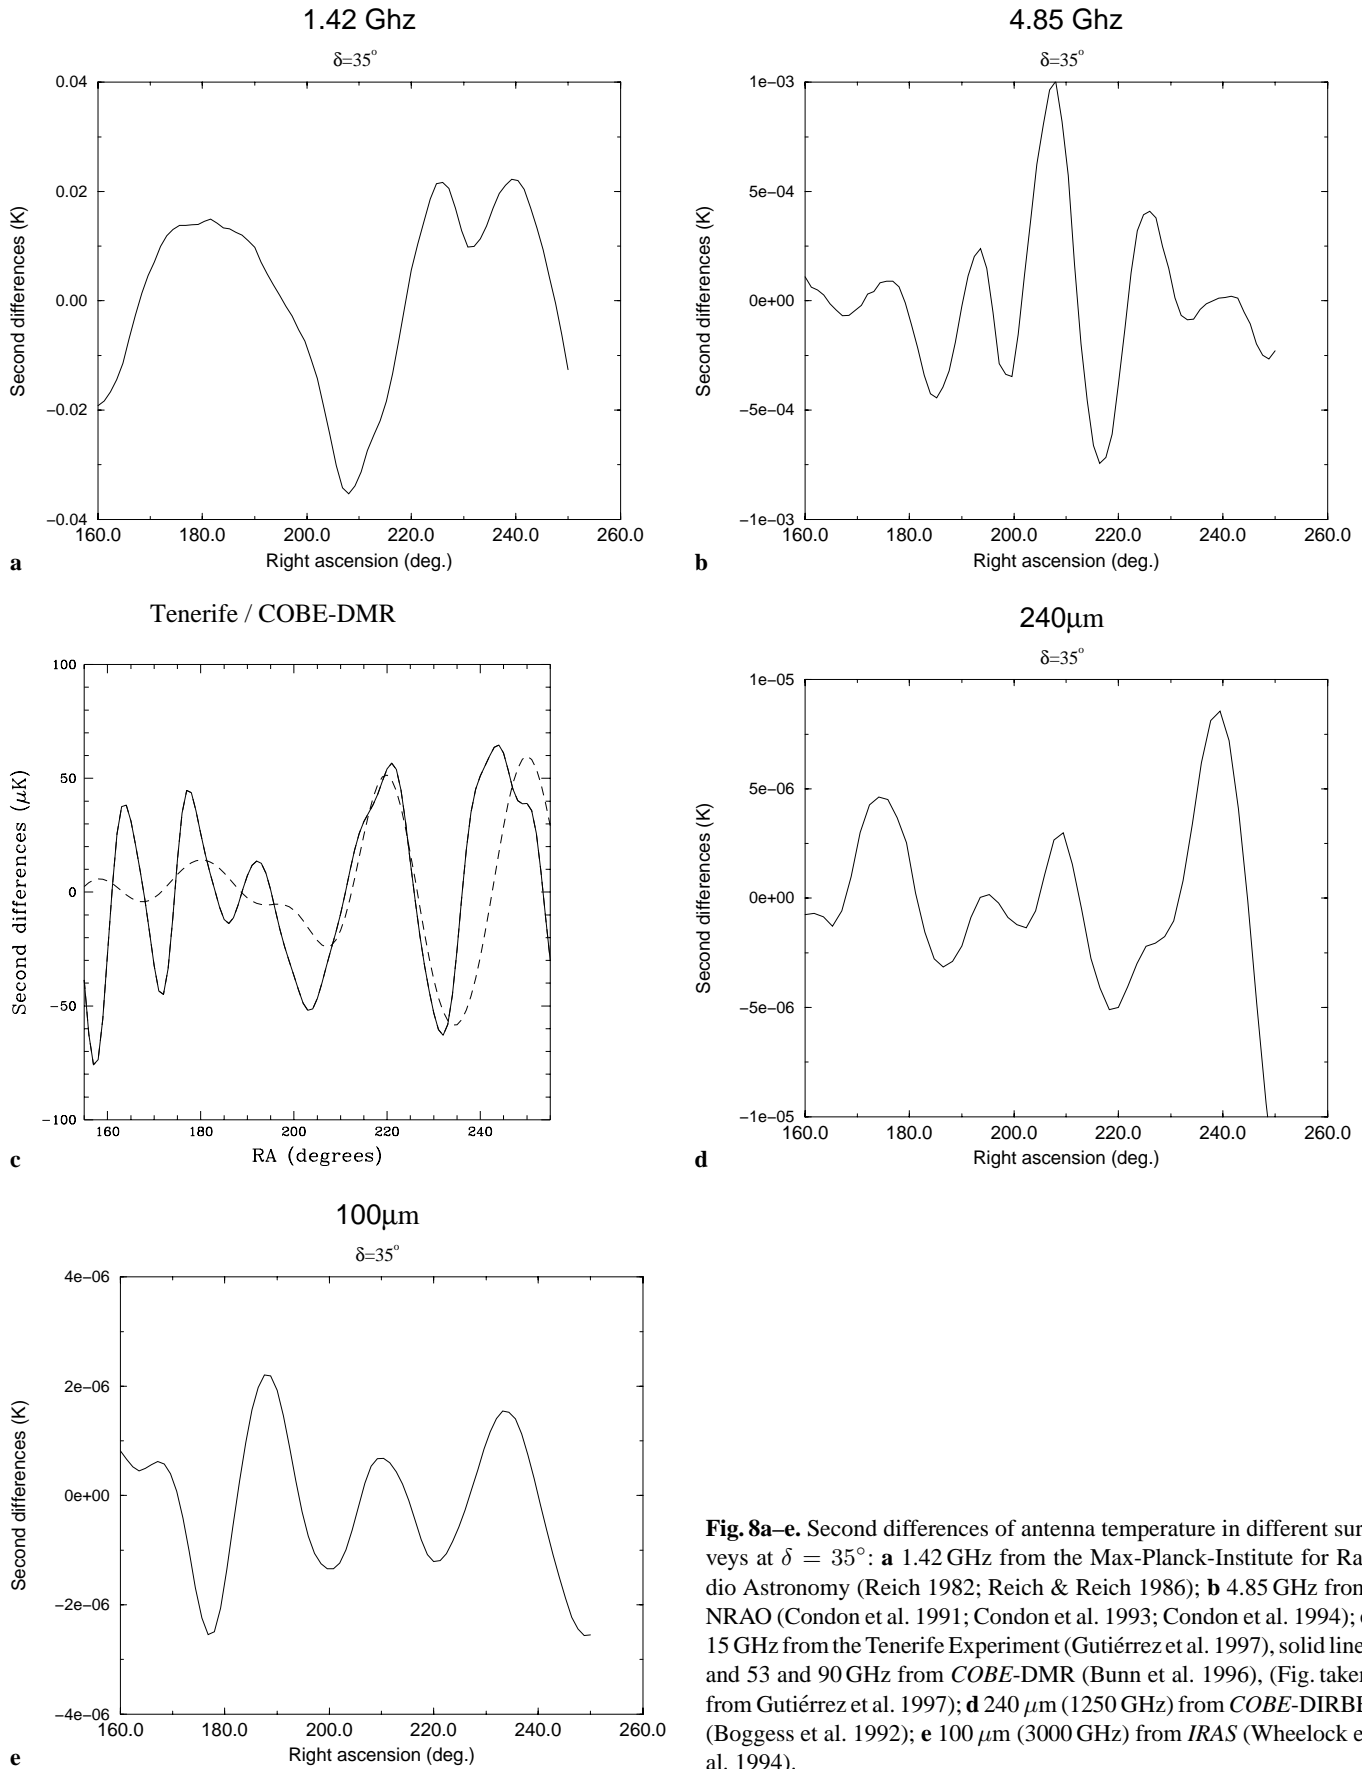 1.42 Ghz
δ=35°
0.04
0.02
0.00
−0.02
−0.04
Second differences (K)
160.0 180.0 200.0 220.0 240.0 260.0
Right ascension (deg.)
a
4.85 Ghz
δ=35°
1e−03
5e−04
0e+00
−5e−04
−1e−03
Second differences (K)
160.0 180.0 200.0 220.0 240.0 260.0
Right ascension (deg.)
b
Tenerife / COBE-DMR
100
50
0
−50
−100
Second differences (μK)
160 180 200 220 240
RA (degrees)
c
240μm
δ=35°
1e−05
5e−06
0e+00
−5e−06
−1e−05
Second differences (K)
160.0 180.0 200.0 220.0 240.0 260.0
Right ascension (deg.)
d
100μm
δ=35°
4e−06
2e−06
0e+00
−2e−06
−4e−06
Second differences (K)
160.0 180.0 200.0 220.0 240.0 260.0
Right ascension (deg.)
e
Fig. 8a–e. Second differences of antenna temperature in different sur-
veys at δ = 35°: a 1.42 GHz from the Max-Planck-Institute for Ra-
dio Astronomy (Reich 1982; Reich & Reich 1986); b 4.85 GHz from
NRAO (Condon et al. 1991; Condon et al. 1993; Condon et al. 1994); c
15 GHz from the Tenerife Experiment (Gutiérrez et al. 1997), solid line,
and 53 and 90 GHz from COBE-DMR (Bunn et al. 1996), (Fig. taken
from Gutiérrez et al. 1997); d 240 μm (1250 GHz) from COBE-DIRBE
(Boggess et al. 1992); e 100 μm (3000 GHz) from IRAS (Wheelock et
al. 1994).